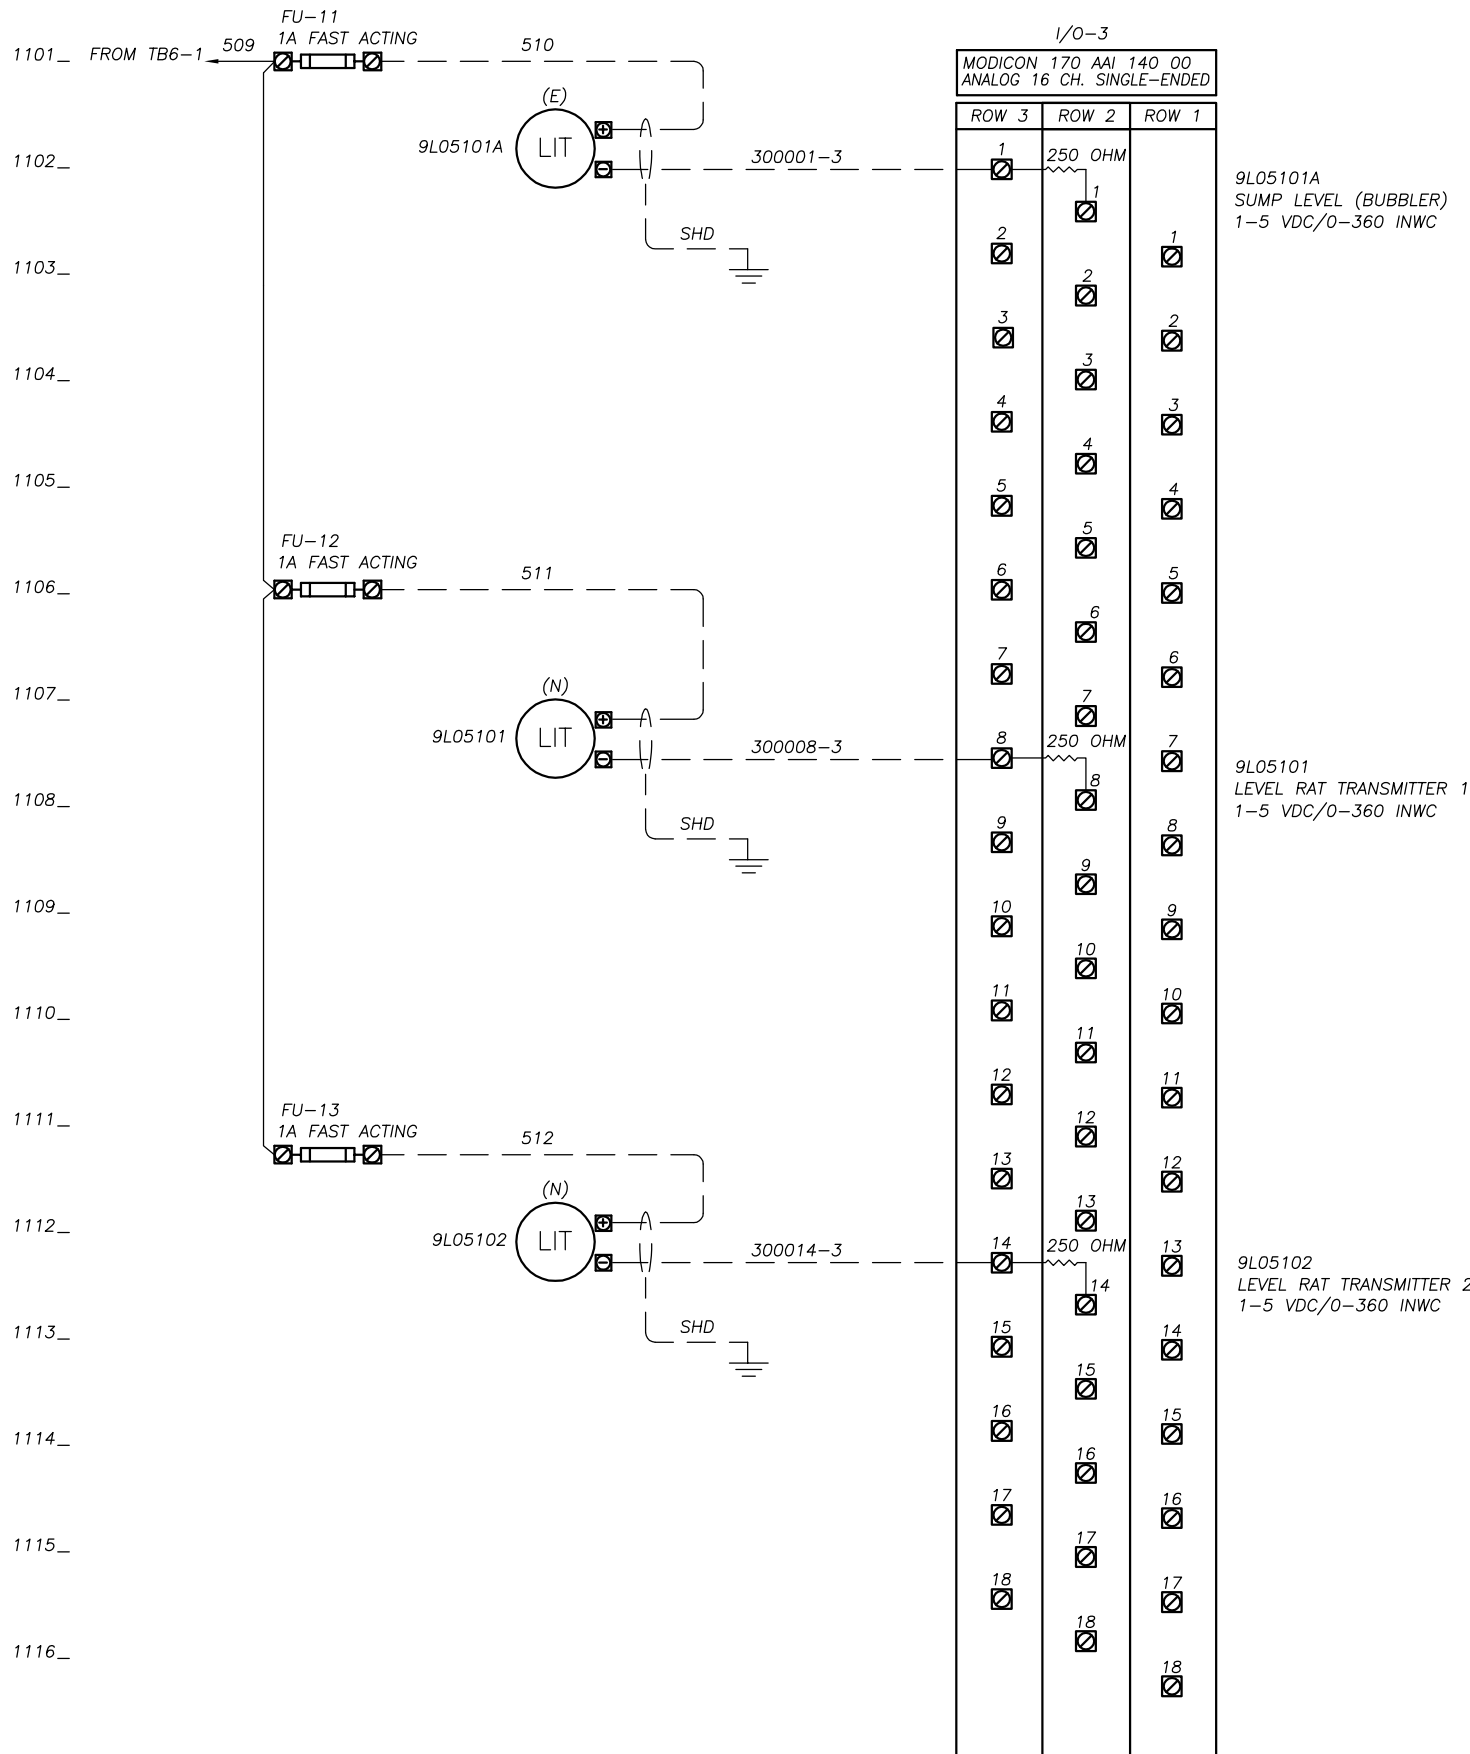 FU-11
1A FAST ACTING
1101_ FROM TB6-1 509 510
I/O-3
MODICON 170 AAI 140 00
ANALOG 16 CH. SINGLE-ENDED
ROW 3 ROW 2 ROW 1
(E)
9L05101A LIT + -
1102_ 300001-3 1 250 OHM
1
9L05101A
SUMP LEVEL (BUBBLER)
1-5 VDC/0-360 INWC
SHD 2 1
1103_
2
3 2
1104_ 3
4 3
4
1105_ 5 4
5
FU-12
1A FAST ACTING
1106_ 511 6 5
6
7 6
1107_ (N) 7
9L05101 LIT + -
300008-3 8 250 OHM 7
8
9L05101
LEVEL RAT TRANSMITTER 1
1-5 VDC/0-360 INWC
1108_
SHD 9 8
9
1109_ 10 9
10
11 10
1110_
11
12 11
FU-13
1A FAST ACTING
1111_ 12
512 13 12
(N) 13
1112_
9L05102 LIT + -
300014-3 14 250 OHM 13
14
9L05102
LEVEL RAT TRANSMITTER 2
1-5 VDC/0-360 INWC
1113_
SHD 15 14
15
16 15
1114_
16
17 16
1115_ 17
18 17
18
1116_
18